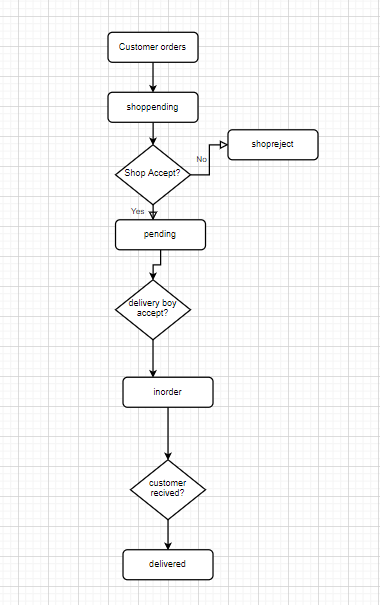 Customer orders
shoppending
shopreject
No
Shop Accept?
Yes
pending
delivery boy
accept?
inorder
customer
recived?
delivered